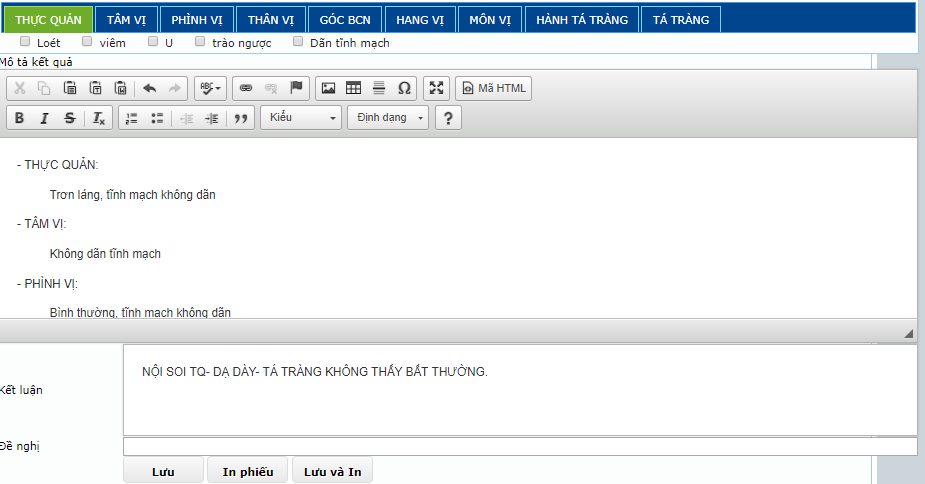 THỰC QUẢN TÂM VỊ PHÌNH VỊ THÂN VỊ GÓC BCN HANG VỊ MÔN VỊ HÀNH TÁ TRÀNG TÁ TRÀNG
Loét viêm U trào ngược Dãn tĩnh mạch
Mô tả kết quả
ABC Ω Mã HTML
B I S Ix Kiểu Định dạng ?
- THỰC QUẢN:
Trơn láng, tĩnh mạch không dãn
- TÂM VỊ:
Không dãn tĩnh mạch
- PHÌNH VỊ:
Bình thường, tĩnh mạch không dãn
Kết luận
NỘI SOI TQ- DẠ DÀY- TÁ TRÀNG KHÔNG THẤY BẤT THƯỜNG.
Đề nghị
Lưu In phiếu Lưu và In